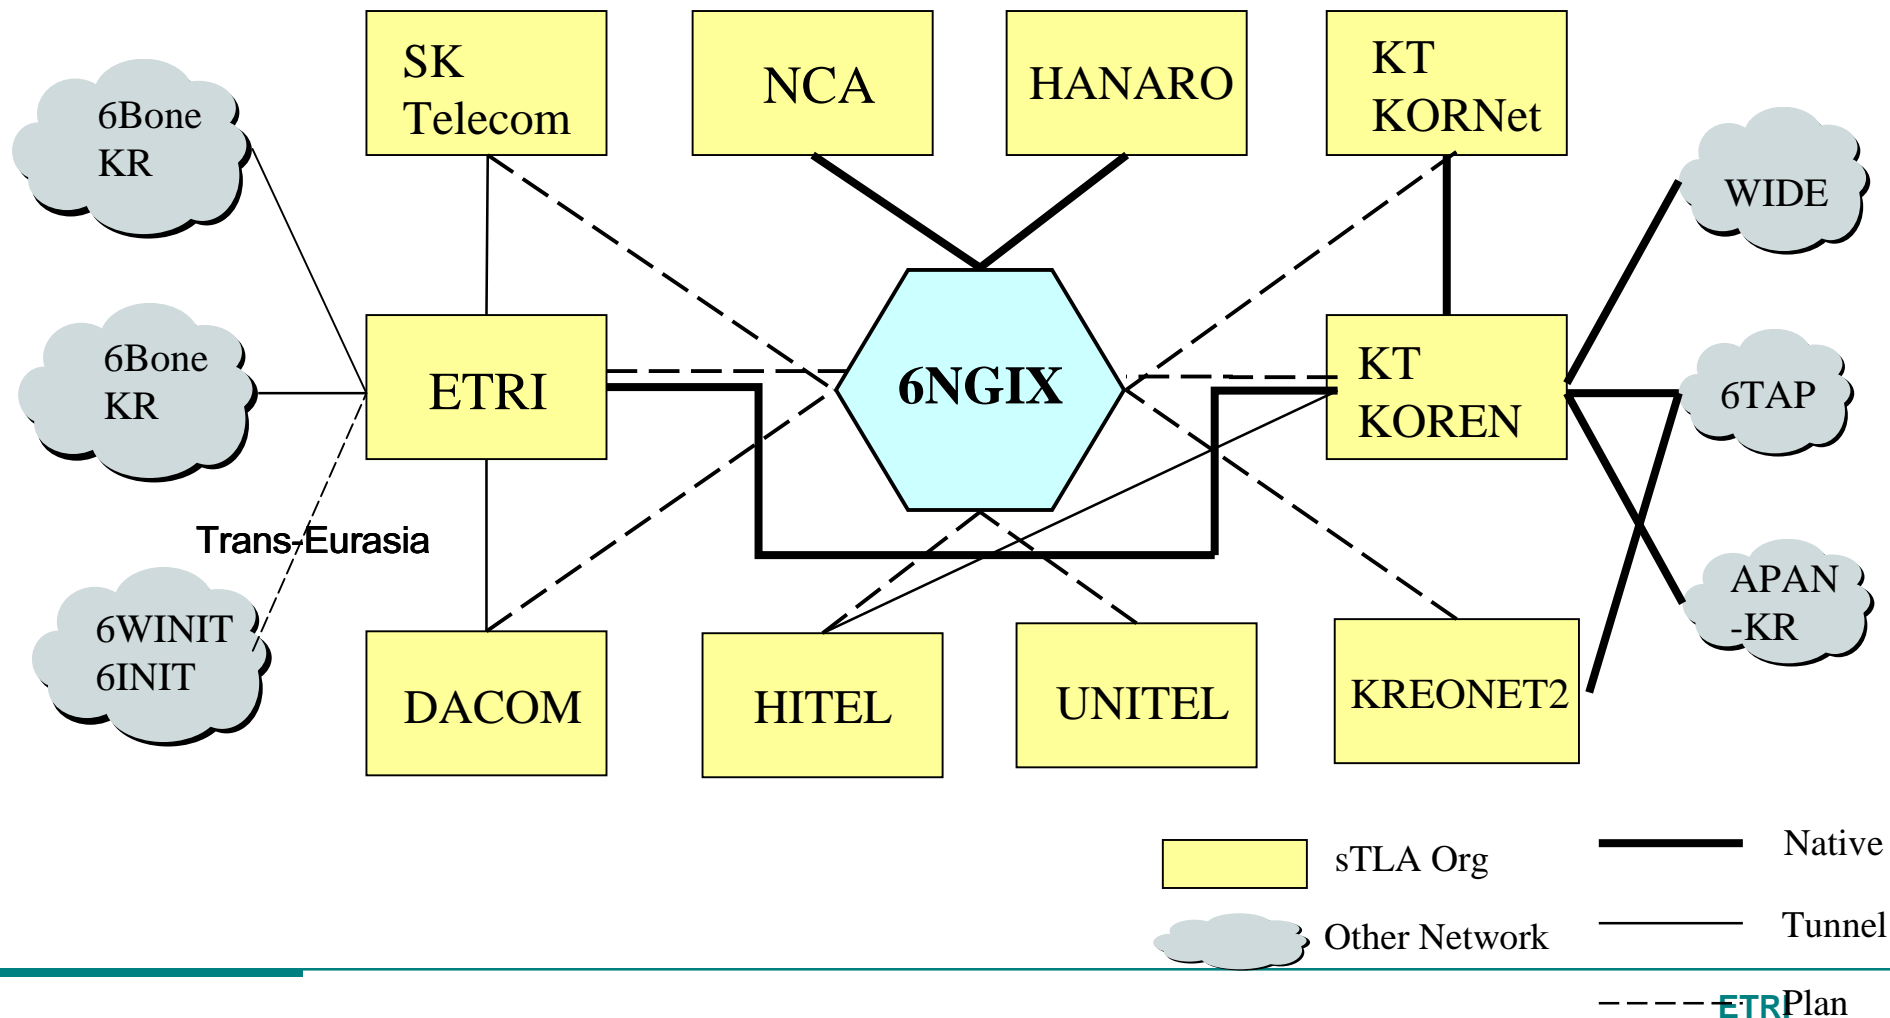 SK
Telecom
NCA
HANARO
KT
KORNet
6Bone
KR
WIDE
6Bone
KR
ETRI
6NGIX
KT
KOREN
6TAP
Trans-Eurasia
6WINIT
6INIT
APAN
-KR
DACOM
HITEL
UNITEL
KREONET2
sTLA Org
Native
Other Network
Tunnel
ETRI
Plan